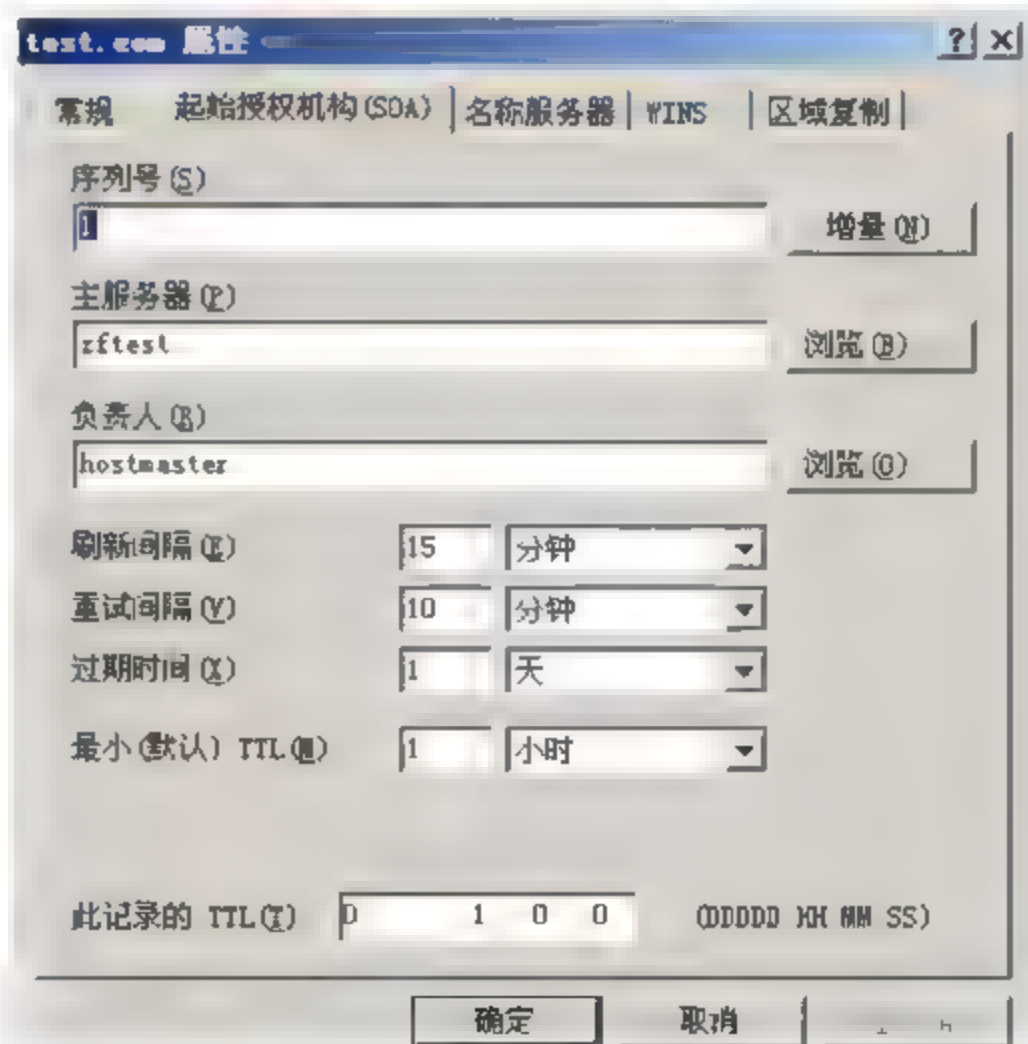 test.com 属性
? ×
常规 起始授权机构(SOA) 名称服务器 WINS 区域复制
序列号(S)
1 增量(N)
主服务器(P)
zftest 浏览(B)
负责人(R)
hostmaster 浏览(O)
刷新间隔(E) 15 分钟
重试间隔(V) 10 分钟
过期时间(X) 1 天
最小(默认) TTL(M) 1 小时
此记录的 TTL(T) 0 1 0 0 (DDDDD HH MM SS)
确定 取消